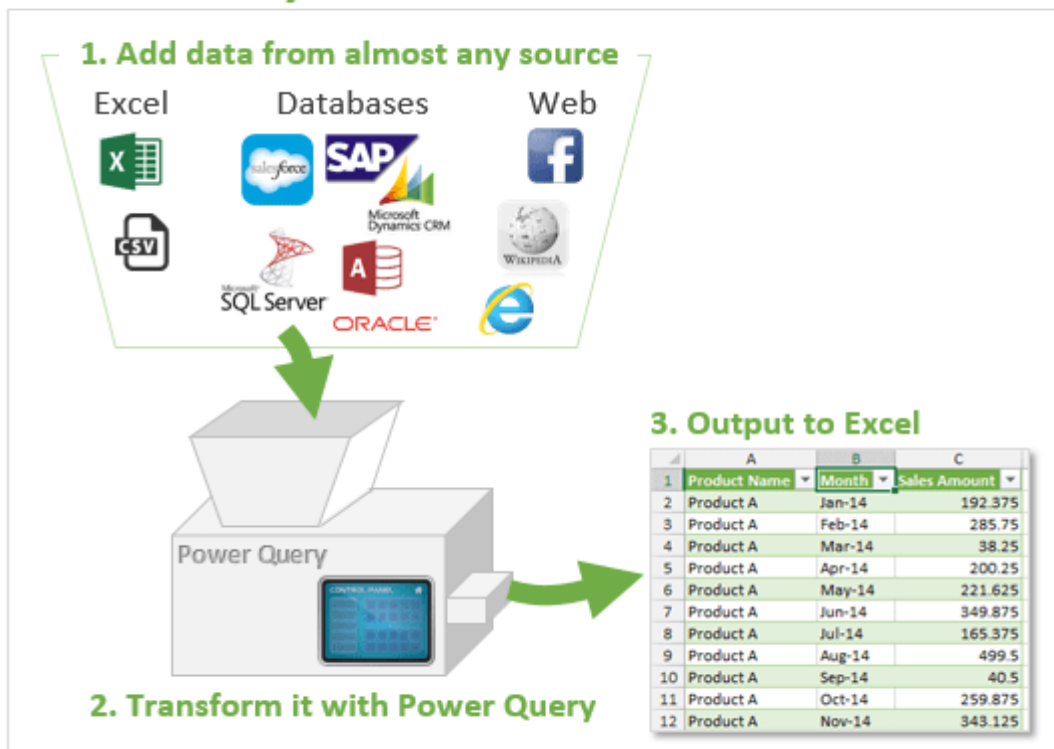 1. Add data from almost any source
Excel Databases Web
X
salesforce
SAP
f
Microsoft
Dynamics CRM
CSV
WIKIPEDIA
A
Microsoft
SQL Server
ORACLE
e
3. Output to Excel
A B C
1 Product Name Month Sales Amount
2 Product A Jan-14 192.375
3 Product A Feb-14 285.75
4 Product A Mar-14 38.25
5 Product A Apr-14 200.25
6 Product A May-14 221.625
7 Product A Jun-14 349.875
8 Product A Jul-14 165.375
9 Product A Aug-14 499.5
10 Product A Sep-14 40.5
11 Product A Oct-14 259.875
12 Product A Nov-14 343.125
Power Query
CONTROL PANEL
2. Transform it with Power Query